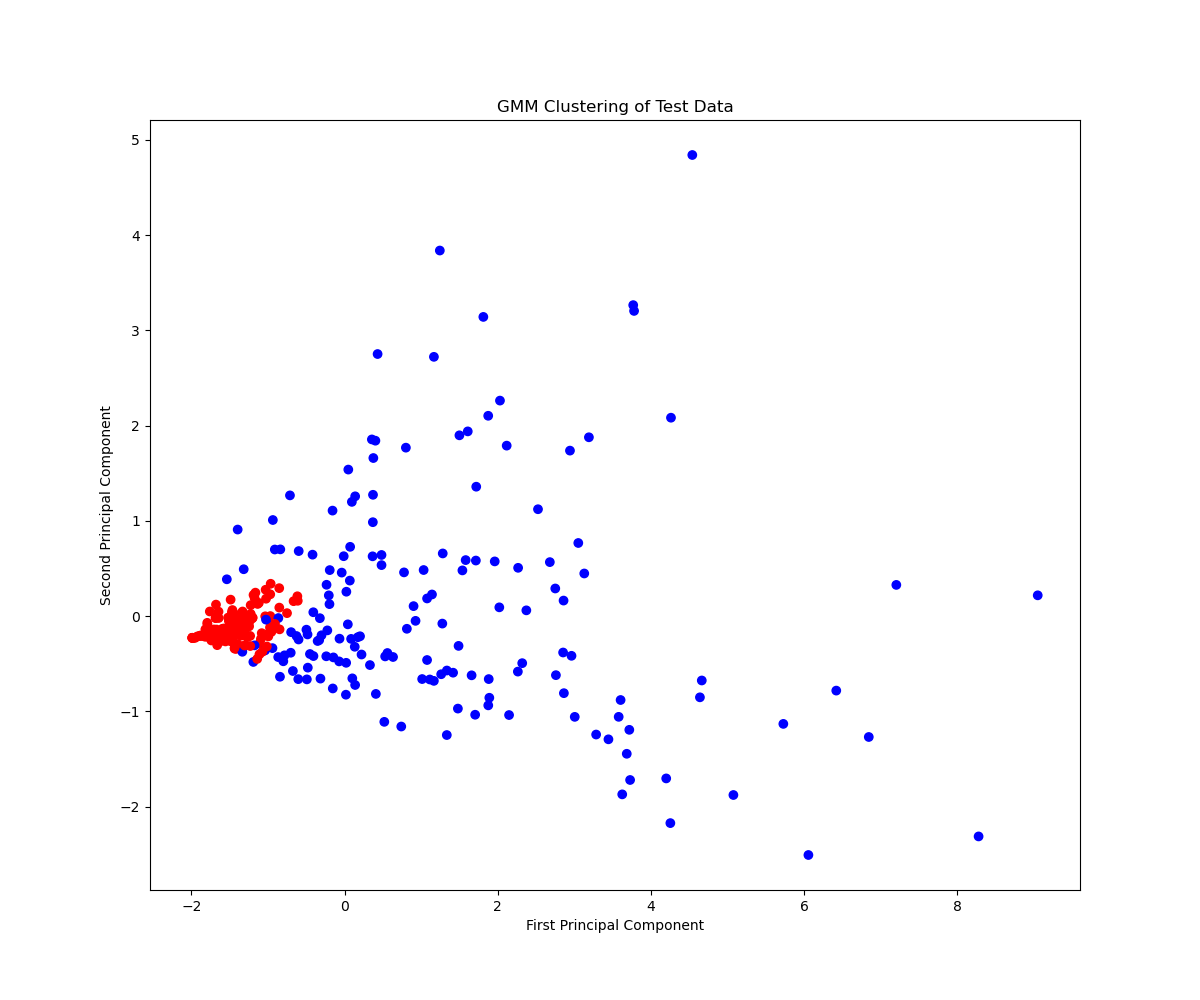 GMM Clustering of Test Data
5
4
3
2
1
0
−1
−2
Second Principal Component
−2 0 2 4 6 8
First Principal Component